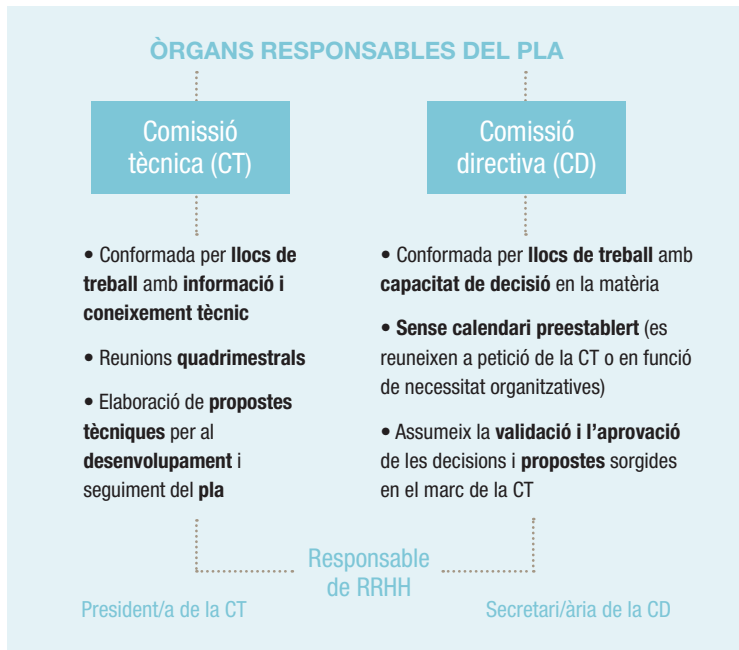 ÒRGANS RESPONSABLES DEL PLA
Comissió
tècnica (CT)
• Conformada per llocs de
treball amb informació i
coneixement tècnic
• Reunions quadrimestrals
• Elaboració de propostes
tècniques per al
desenvolupament i
seguiment del pla
Comissió
directiva (CD)
• Conformada per llocs de treball amb
capacitat de decisió en la matèria
• Sense calendari preestablert (es
reuneixen a petició de la CT o en funció
de necessitat organitzatives)
• Assumeix la validació i l’aprovació
de les decisions i propostes sorgides
en el marc de la CT
Responsable
de RRHH
President/a de la CT
Secretari/ària de la CD